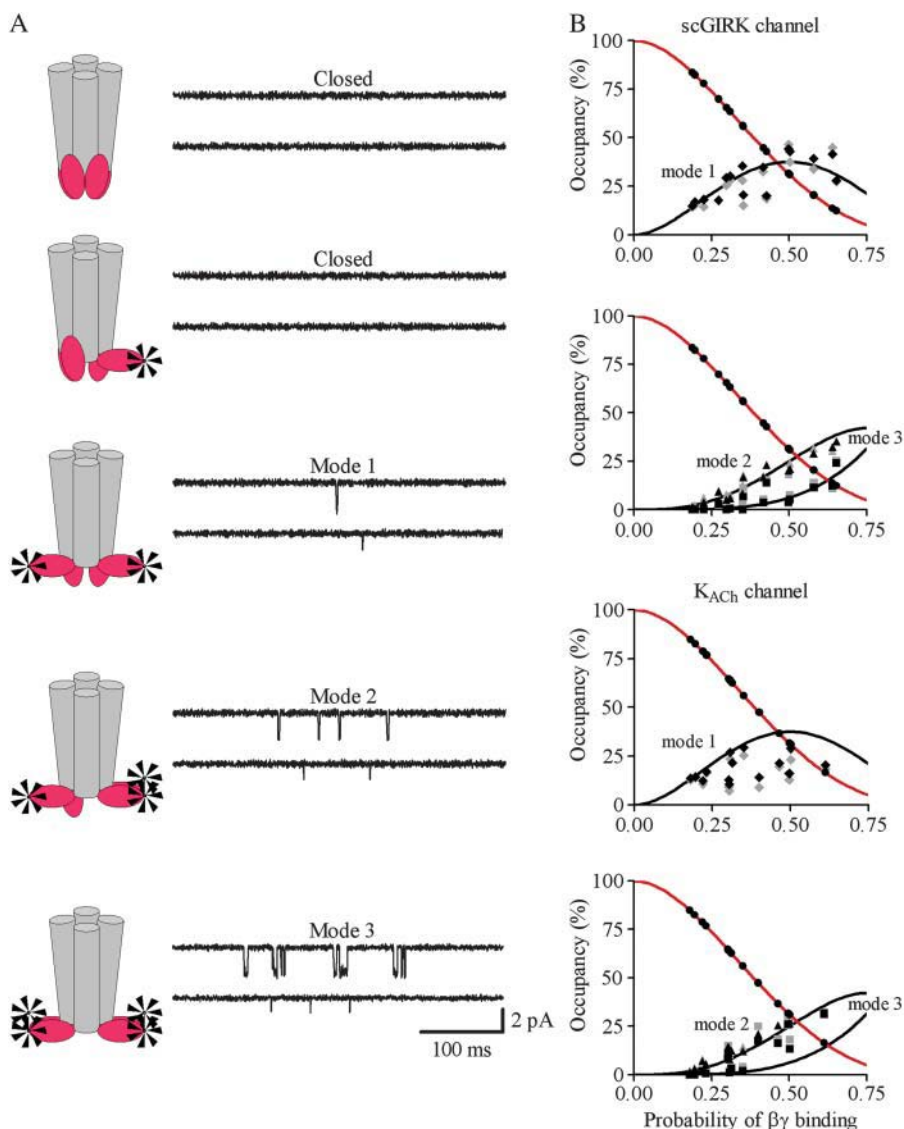 A
B
Closed
Closed
Mode 1
Mode 2
Mode 3
2 pA
100 ms
scGIRK channel
100
75
50
25
0
Occupancy (%)
mode 1
0.00 0.25 0.50 0.75
100
75
50
25
0
Occupancy (%)
mode 2
mode 3
0.00 0.25 0.50 0.75
K_ACh channel
100
75
50
25
0
Occupancy (%)
mode 1
0.00 0.25 0.50 0.75
100
75
50
25
0
Occupancy (%)
mode 2
mode 3
0.00 0.25 0.50 0.75
Probability of βγ binding